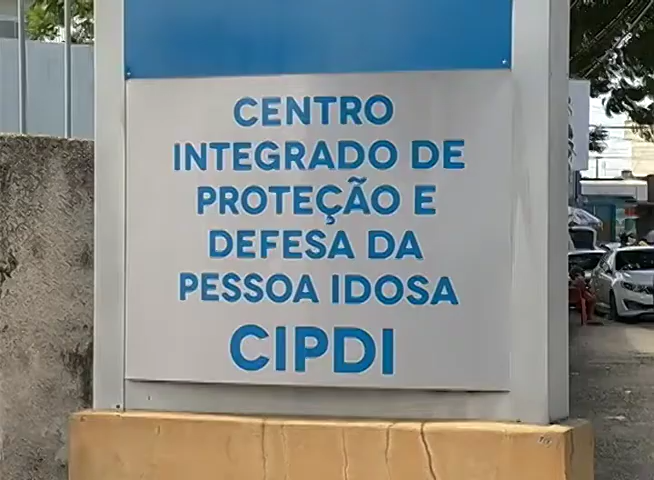 CENTRO
INTEGRADO DE
PROTEÇÃO E
DEFESA DA
PESSOA IDOSA
CIPDI